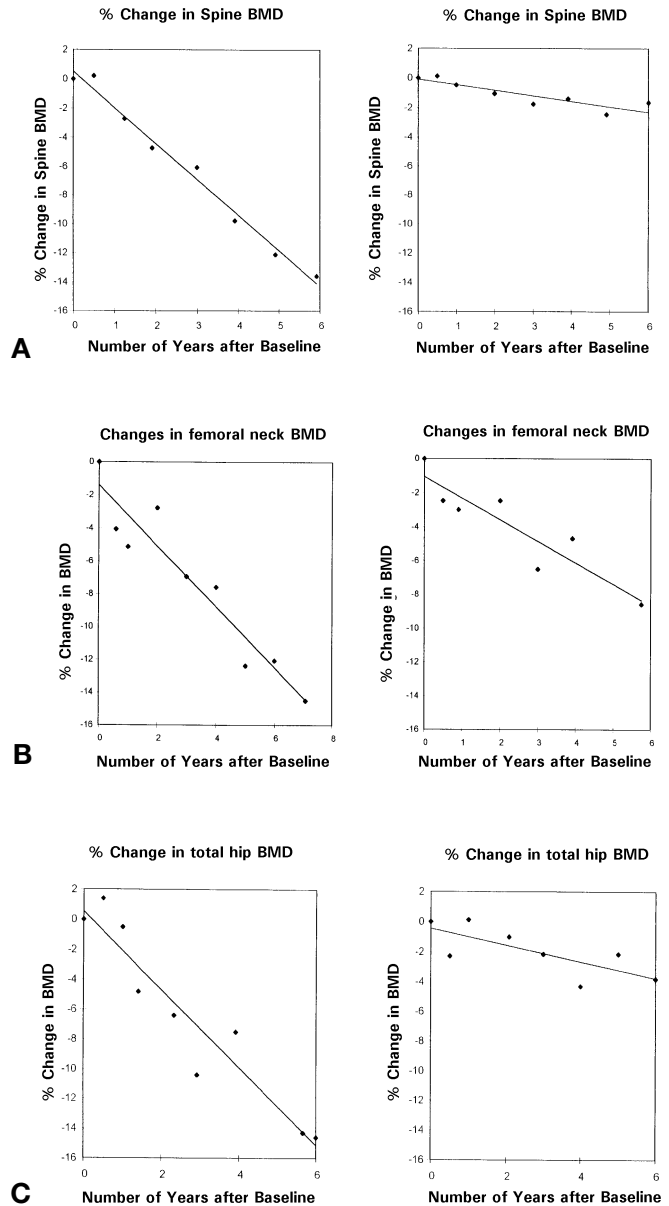 % Change in Spine BMD
2
0
-2
-4
-6
-8
-10
-12
-14
-16
% Change in Spine BMD
0 1 2 3 4 5 6
Number of Years after Baseline
% Change in Spine BMD
2
0
-2
-4
-6
-8
-10
-12
-14
-16
% Change in Spine BMD
0 1 2 3 4 5 6
Number of Years after Baseline
A
Changes in femoral neck BMD
0
-2
-4
-6
-8
-10
-12
-14
-16
% Change in BMD
0 2 4 6 8
Number of Years after Baseline
Changes in femoral neck BMD
0
-2
-4
-6
-8
-10
-12
-14
-16
% Change in BMD
0 1 2 3 4 5 6
Number of Years after Baseline
B
% Change in total hip BMD
2
0
-2
-4
-6
-8
-10
-12
-14
-16
% Change in BMD
0 2 4 6
Number of Years after Baseline
% Change in total hip BMD
2
0
-2
-4
-6
-8
-10
-12
-14
-16
% Change in BMD
0 2 4 6
Number of Years after Baseline
C